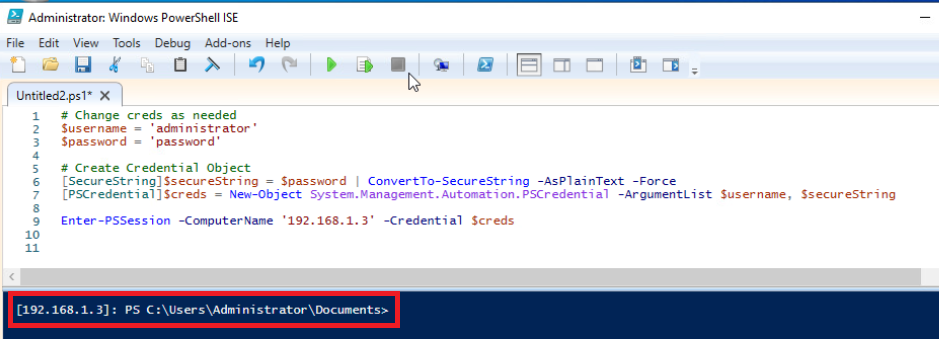 Administrator: Windows PowerShell ISE
File Edit View Tools Debug Add-ons Help
Untitled2.ps1* X
1 # Change creds as needed
2 $username = 'administrator'
3 $password = 'password'
4
5 # Create Credential Object
6 [SecureString]$secureString = $password | ConvertTo-SecureString -AsPlainText -Force
7 [PSCredential]$creds = New-Object System.Management.Automation.PSCredential -ArgumentList $username, $secureString
8
9 Enter-PSSession -ComputerName '192.168.1.3' -Credential $creds
10
11
[192.168.1.3]: PS C:\Users\Administrator\Documents>